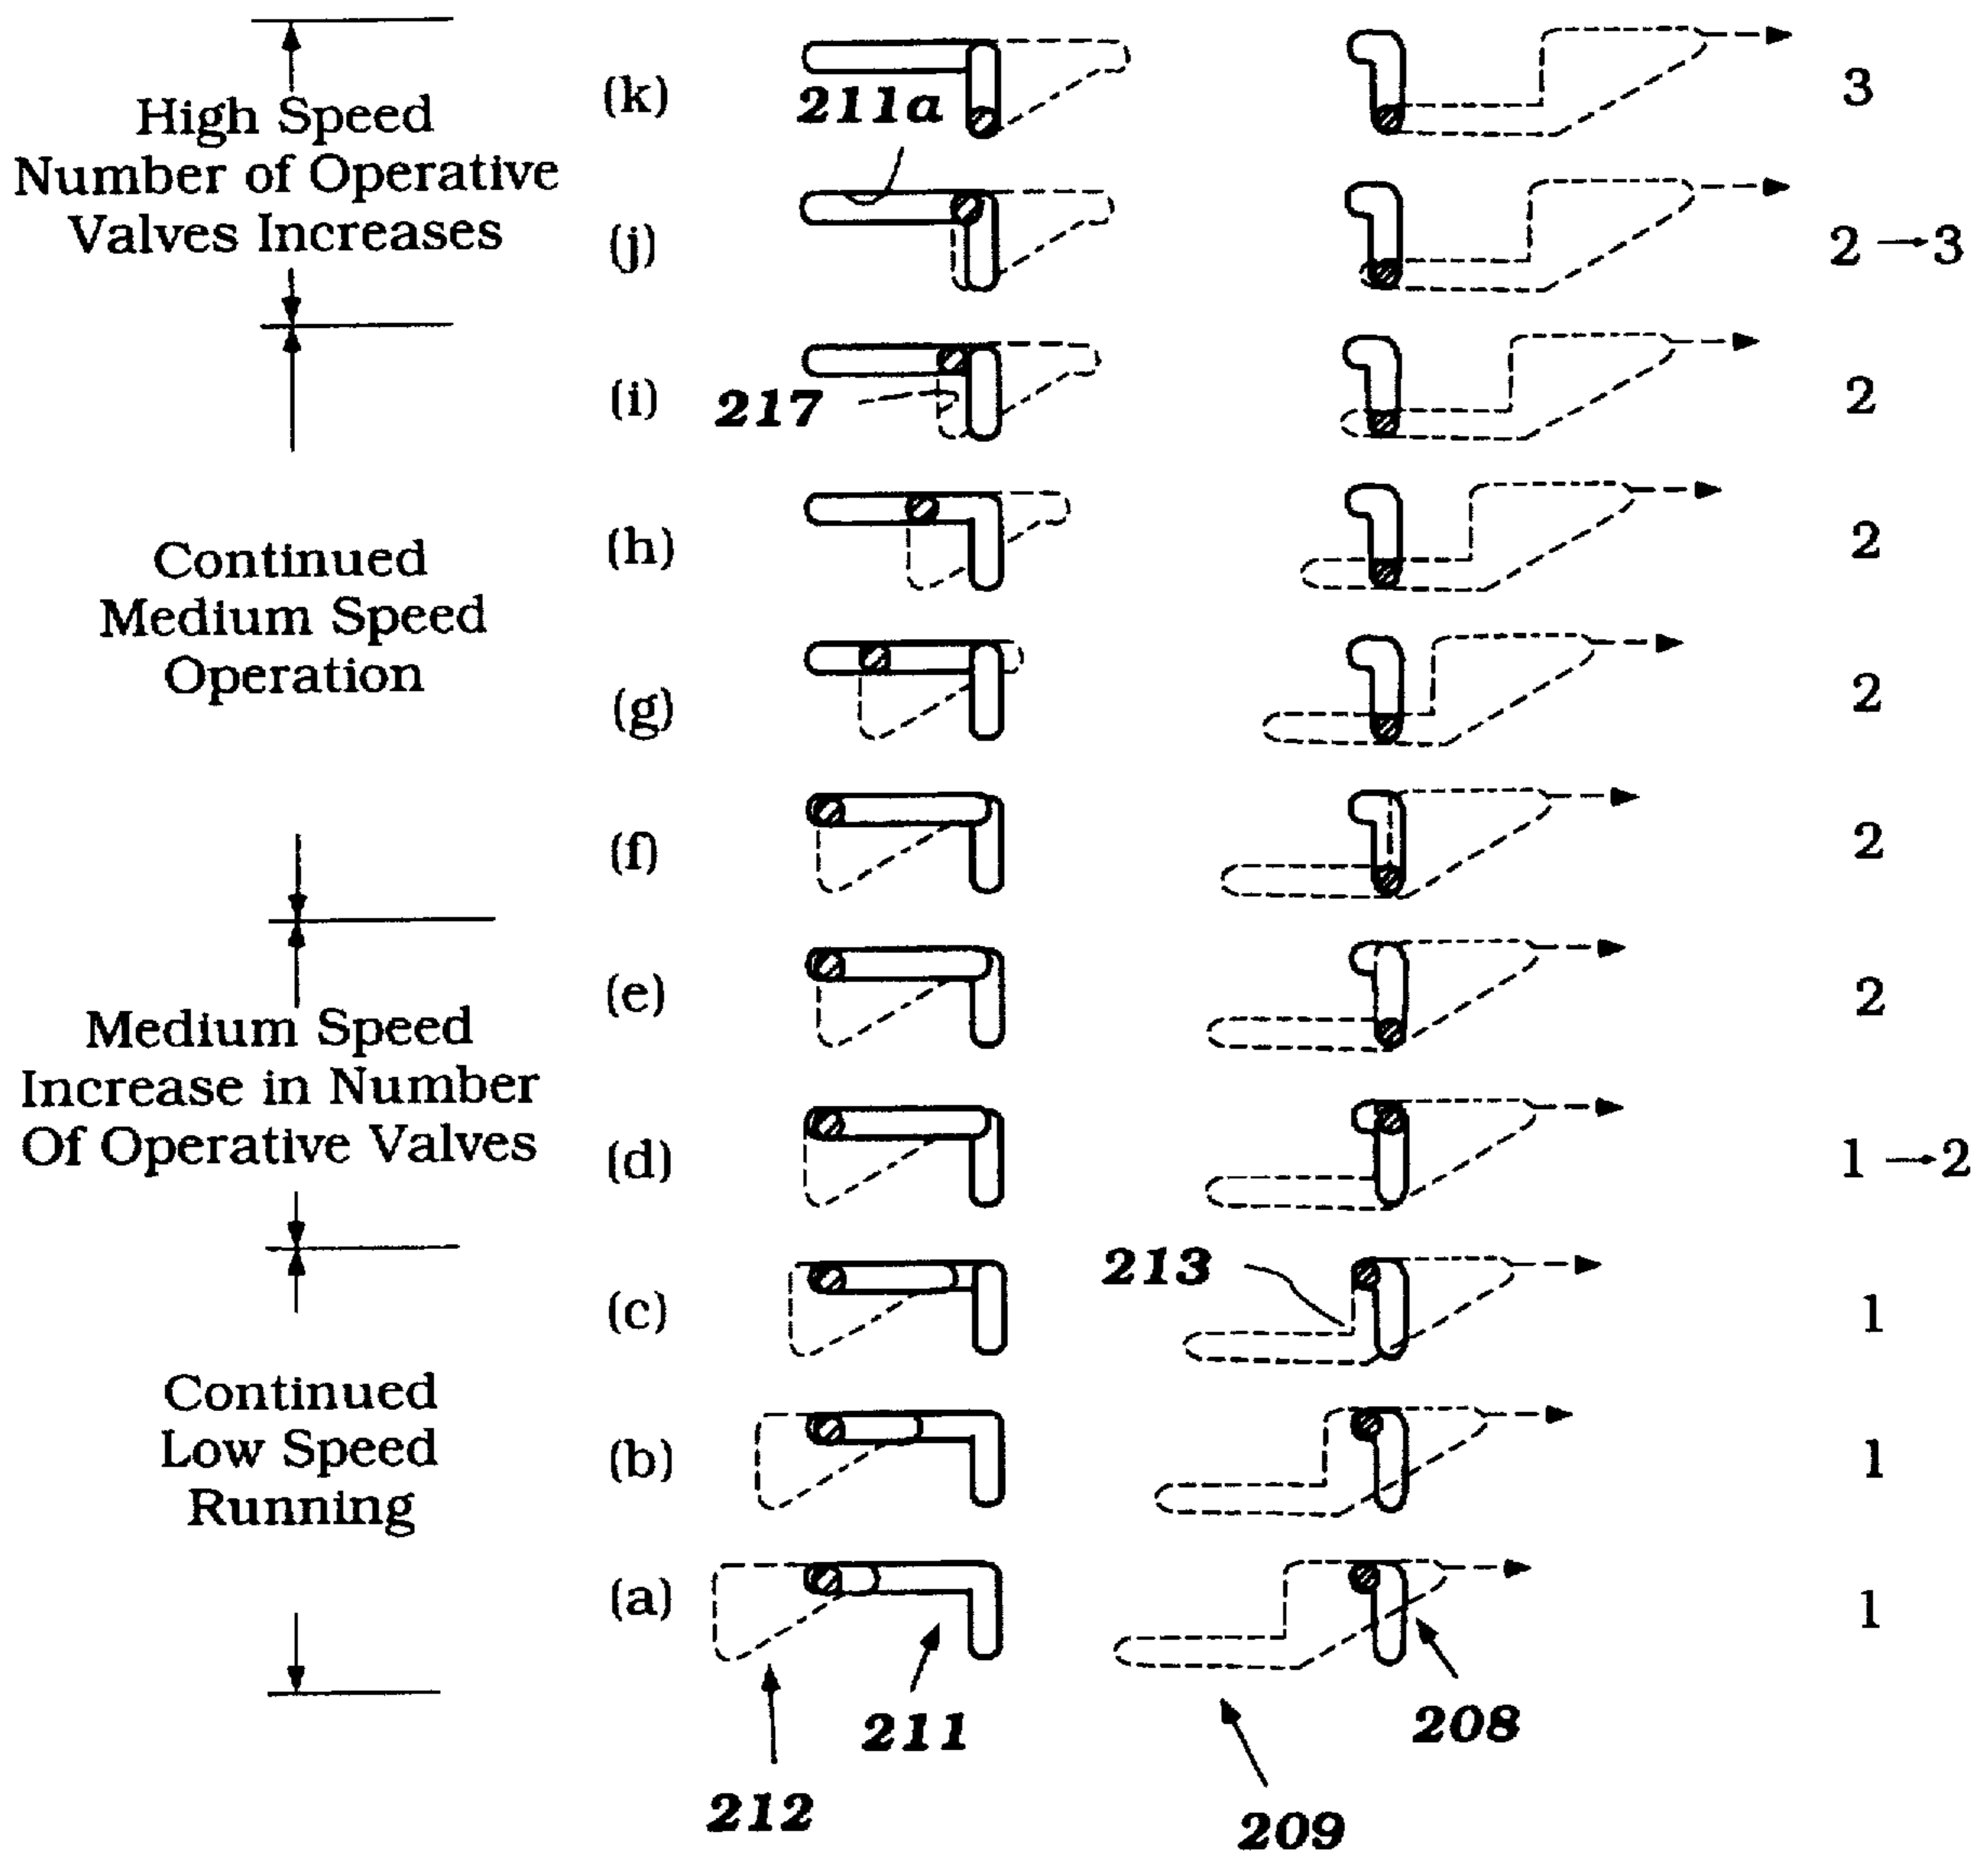 High Speed
Number of Operative
Valves Increases
(k)
211a
3
(j)
2→3
(i)
217
2
Continued
Medium Speed
Operation
(h)
2
(g)
2
(f)
2
Medium Speed
Increase in Number
Of Operative Valves
(e)
2
(d)
1→2
(c)
213
1
Continued
Low Speed
Running
(b)
1
(a)
1
211
208
212
209